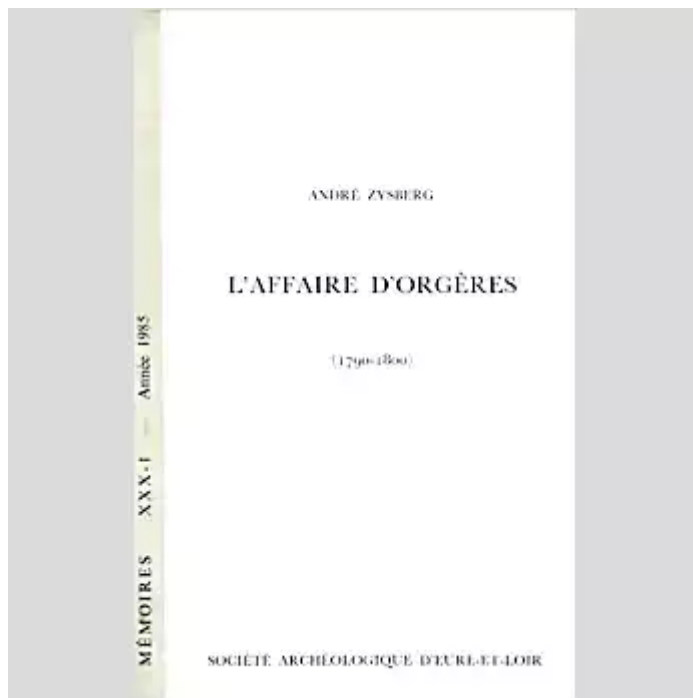 ANDRÉ ZYSBERG
L'AFFAIRE D'ORGÈRES
(1790-1800)
SOCIÉTÉ ARCHÉOLOGIQUE D'EURE-ET-LOIR
MÉMOIRES XXX-I — Année 1985